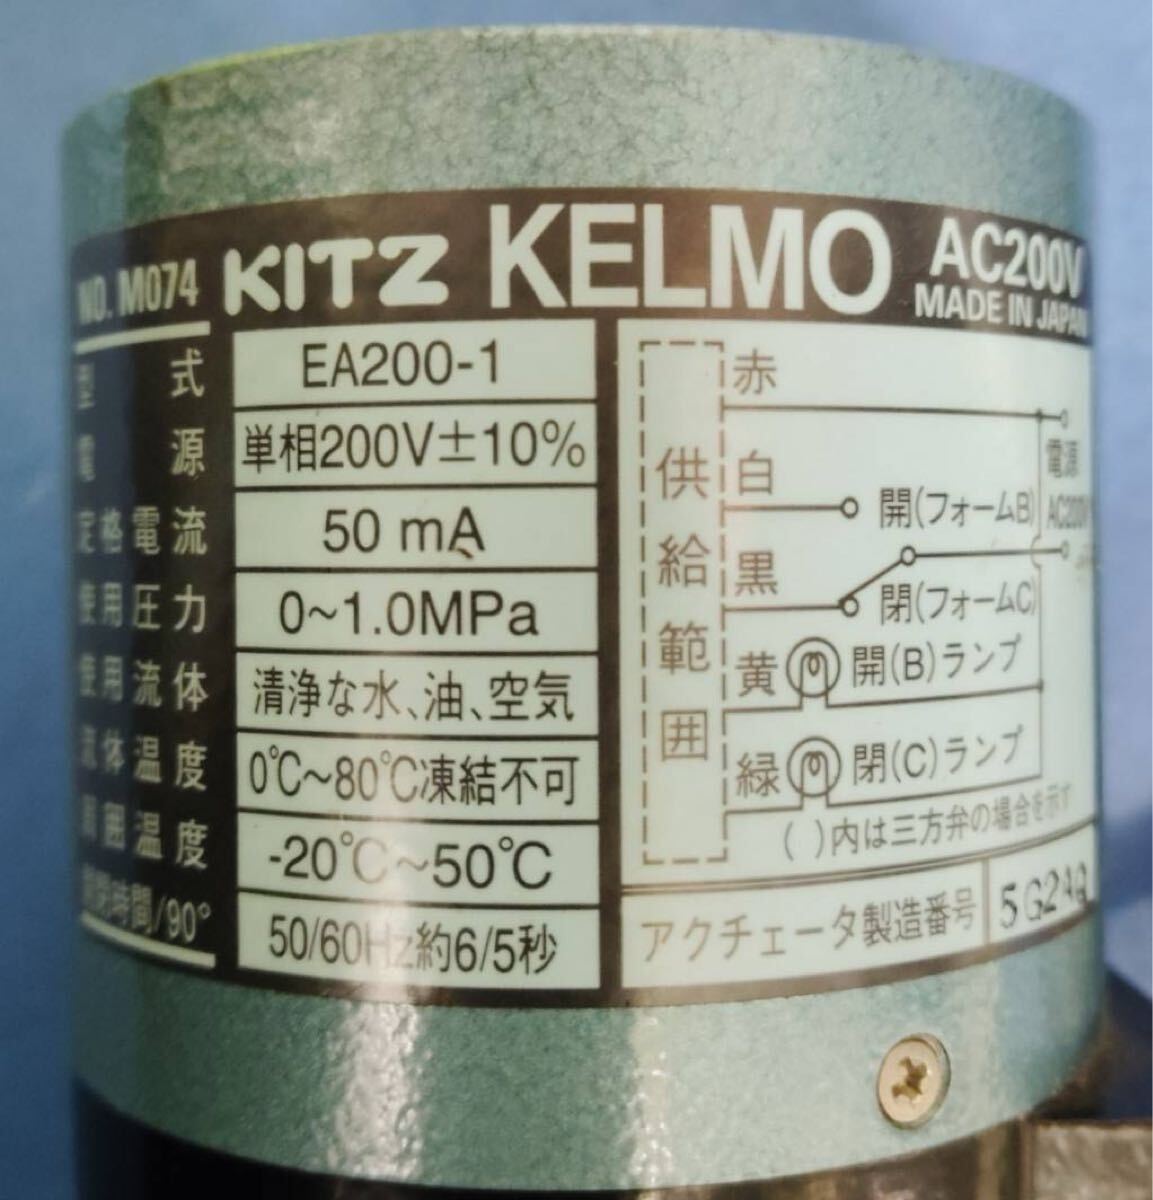 NO. M074 KITZ KELMO AC200V
MADE IN JAPAN
型式 EA200-1
電源 単相200V±10%
定格電流 50 mA
使用圧力 0~1.0MPa
使用流体 清浄な水、油、空気
流体温度 0℃~80℃凍結不可
周囲温度 -20℃~50℃
開閉時間/90° 50/60Hz約6/5秒
供給範囲
赤
白 開(フォームB)
黒 閉(フォームC)
黄 開(B)ランプ
緑 閉(C)ランプ
電源
AC200V
( )内は三方弁の場合を示す
アクチェータ製造番号